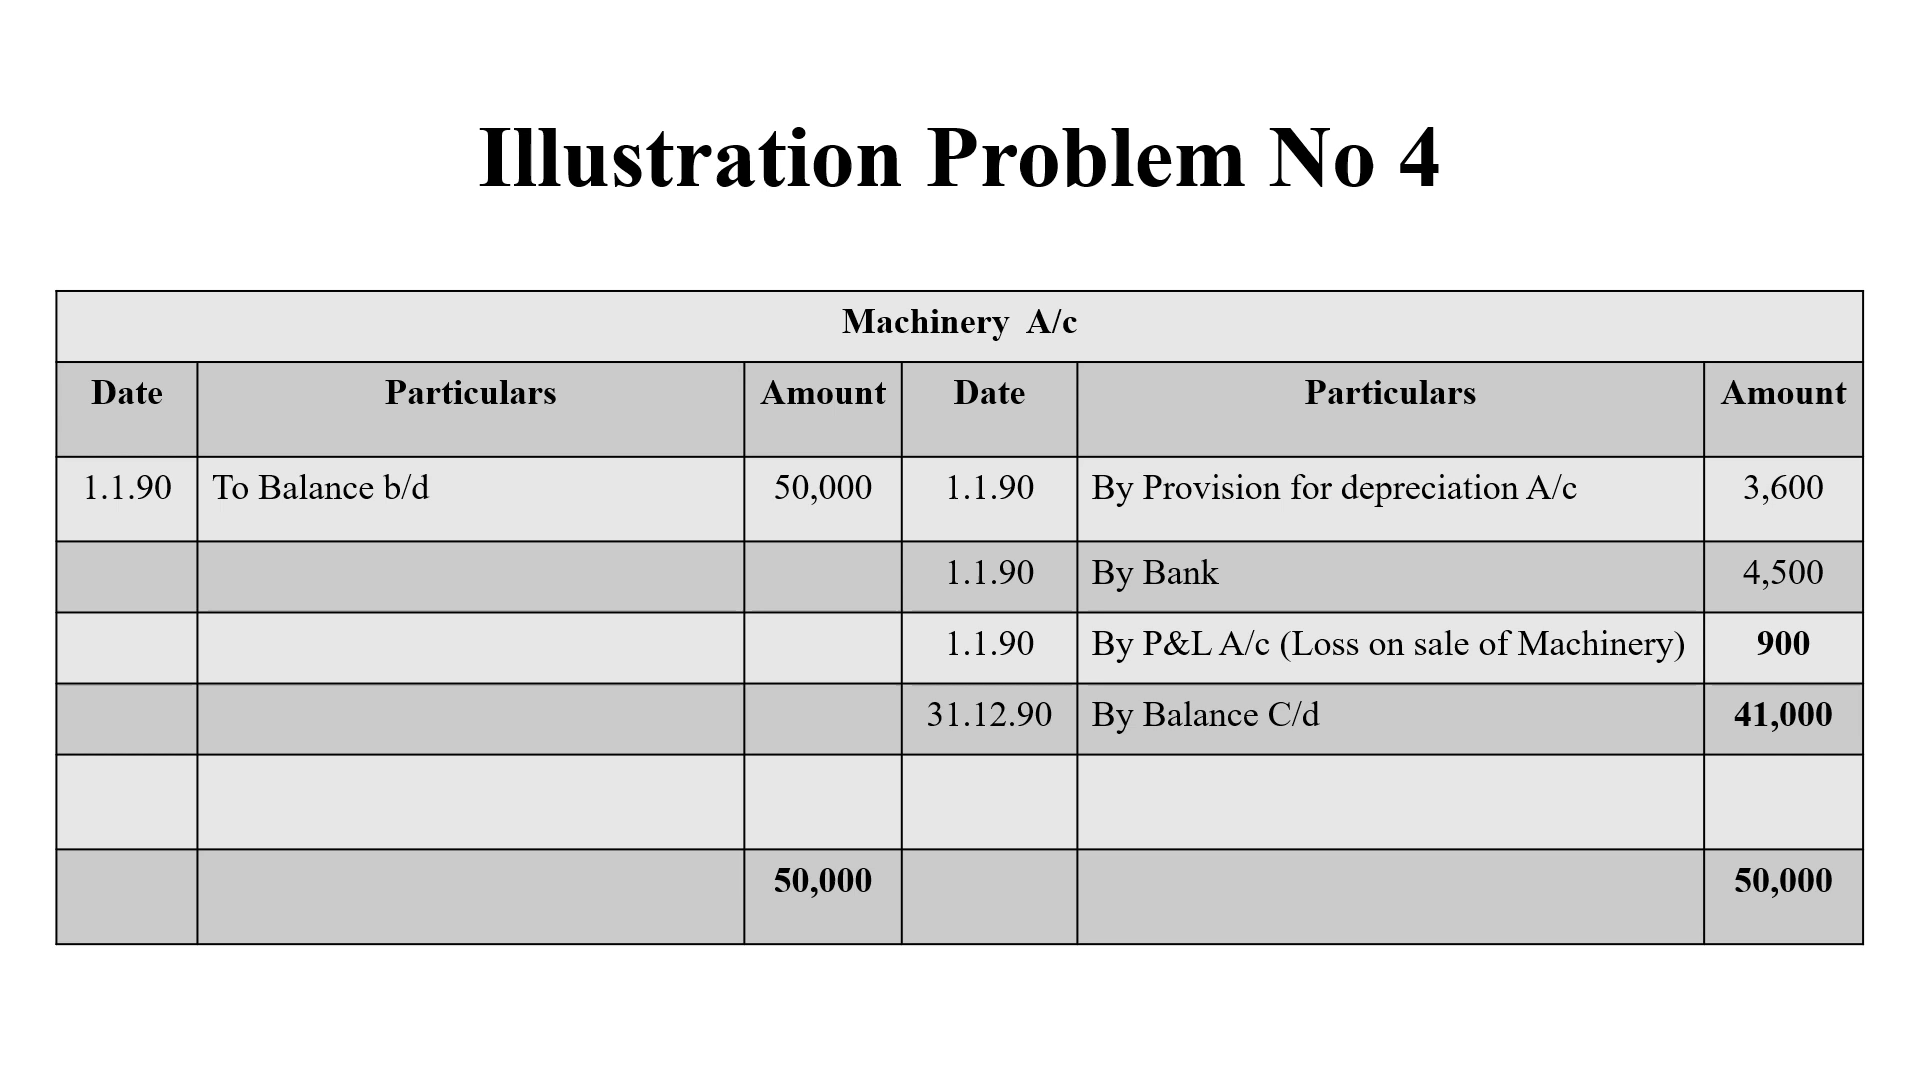 Illustration Problem No 4
Machinery A/c
Date Particulars Amount Date Particulars Amount
1.1.90 To Balance b/d 50,000 1.1.90 By Provision for depreciation A/c 3,600
1.1.90 By Bank 4,500
1.1.90 By P&L A/c (Loss on sale of Machinery) 900
31.12.90 By Balance C/d 41,000
50,000 50,000